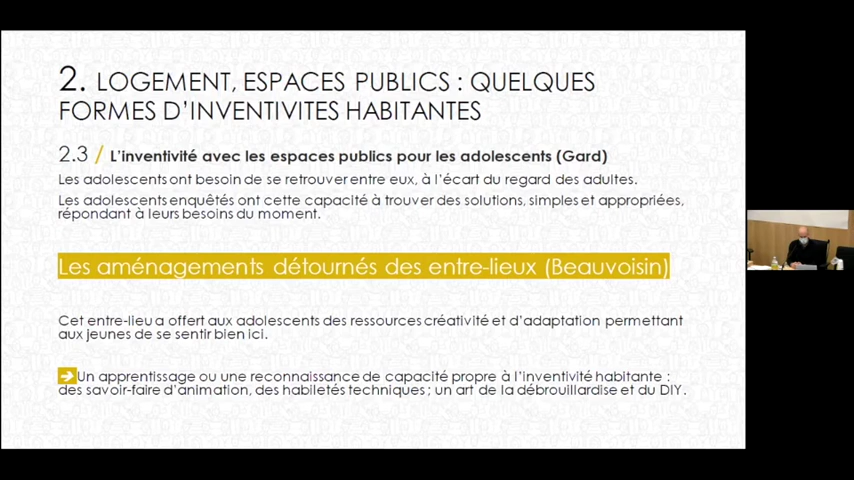 2. LOGEMENT, ESPACES PUBLICS : QUELQUES
FORMES D'INVENTIVITES HABITANTES
2.3 / L'inventivité avec les espaces publics pour les adolescents (Gard)
Les adolescents ont besoin de se retrouver entre eux, à l'écart du regard des adultes.
Les adolescents enquêtés ont cette capacité à trouver des solutions, simples et appropriées,
répondant à leurs besoins du moment.
Les aménagements détournés des entre-lieux (Beauvoisin)
Cet entre-lieu a offert aux adolescents des ressources créativité et d'adaptation permettant
aux jeunes de se sentir bien ici.
➔Un apprentissage ou une reconnaissance de capacité propre à l'inventivité habitante :
des savoir-faire d'animation, des habiletés techniques ; un art de la débrouillardise et du DIY.